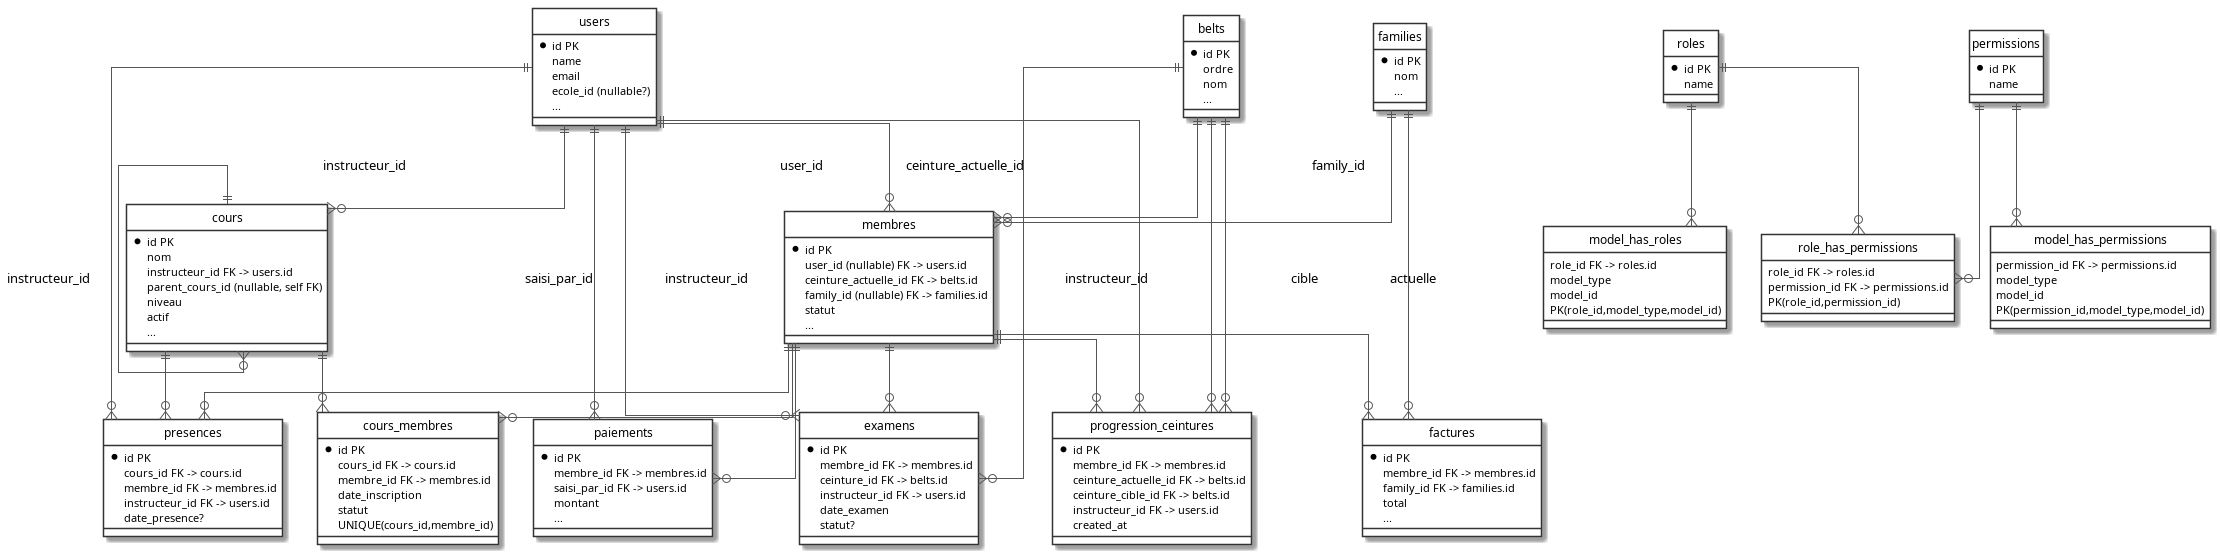 users
id PK
name
email
ecole_id (nullable?)
...
belts
id PK
ordre
nom
...
families
id PK
nom
...
roles
id PK
name
permissions
id PK
name
instructeur_id
user_id
ceinture_actuelle_id
family_id
cours
id PK
nom
instructeur_id FK -> users.id
parent_cours_id (nullable, self FK)
niveau
actif
...
membres
id PK
user_id (nullable) FK -> users.id
ceinture_actuelle_id FK -> belts.id
family_id (nullable) FK -> families.id
statut
...
model_has_roles
role_id FK -> roles.id
model_type
model_id
PK(role_id,model_type,model_id)
role_has_permissions
role_id FK -> roles.id
permission_id FK -> permissions.id
PK(role_id,permission_id)
model_has_permissions
permission_id FK -> permissions.id
model_type
model_id
PK(permission_id,model_type,model_id)
instructeur_id
saisi_par_id
instructeur_id
instructeur_id
cible
actuelle
presences
id PK
cours_id FK -> cours.id
membre_id FK -> membres.id
instructeur_id FK -> users.id
date_presence?
cours_membres
id PK
cours_id FK -> cours.id
membre_id FK -> membres.id
date_inscription
statut
UNIQUE(cours_id,membre_id)
paiements
id PK
membre_id FK -> membres.id
saisi_par_id FK -> users.id
montant
...
examens
id PK
membre_id FK -> membres.id
ceinture_id FK -> belts.id
instructeur_id FK -> users.id
date_examen
statut?
progression_ceintures
id PK
membre_id FK -> membres.id
ceinture_actuelle_id FK -> belts.id
ceinture_cible_id FK -> belts.id
instructeur_id FK -> users.id
created_at
factures
id PK
membre_id FK -> membres.id
family_id FK -> families.id
total
...